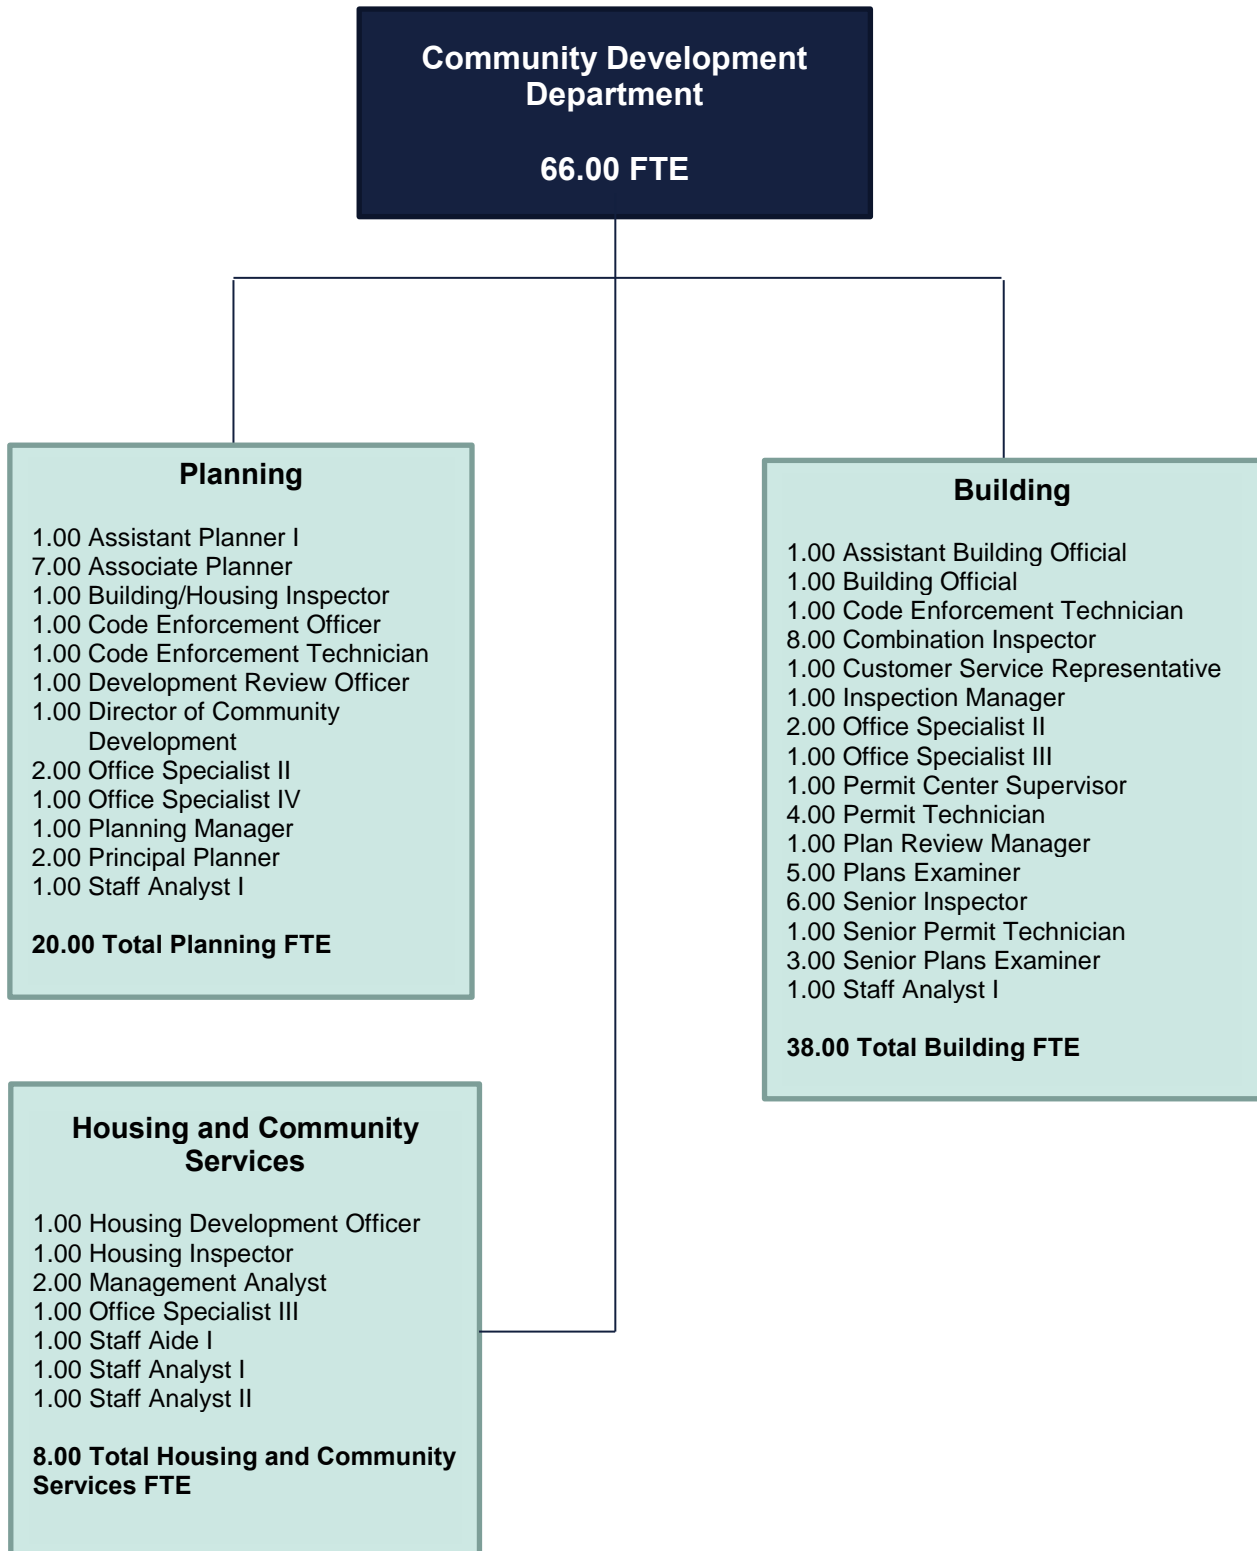 Community Development
Department
66.00 FTE
Planning
1.00 Assistant Planner I
7.00 Associate Planner
1.00 Building/Housing Inspector
1.00 Code Enforcement Officer
1.00 Code Enforcement Technician
1.00 Development Review Officer
1.00 Director of Community
Development
2.00 Office Specialist II
1.00 Office Specialist IV
1.00 Planning Manager
2.00 Principal Planner
1.00 Staff Analyst I
20.00 Total Planning FTE
Building
1.00 Assistant Building Official
1.00 Building Official
1.00 Code Enforcement Technician
8.00 Combination Inspector
1.00 Customer Service Representative
1.00 Inspection Manager
2.00 Office Specialist II
1.00 Office Specialist III
1.00 Permit Center Supervisor
4.00 Permit Technician
1.00 Plan Review Manager
5.00 Plans Examiner
6.00 Senior Inspector
1.00 Senior Permit Technician
3.00 Senior Plans Examiner
1.00 Staff Analyst I
38.00 Total Building FTE
Housing and Community
Services
1.00 Housing Development Officer
1.00 Housing Inspector
2.00 Management Analyst
1.00 Office Specialist III
1.00 Staff Aide I
1.00 Staff Analyst I
1.00 Staff Analyst II
8.00 Total Housing and Community
Services FTE